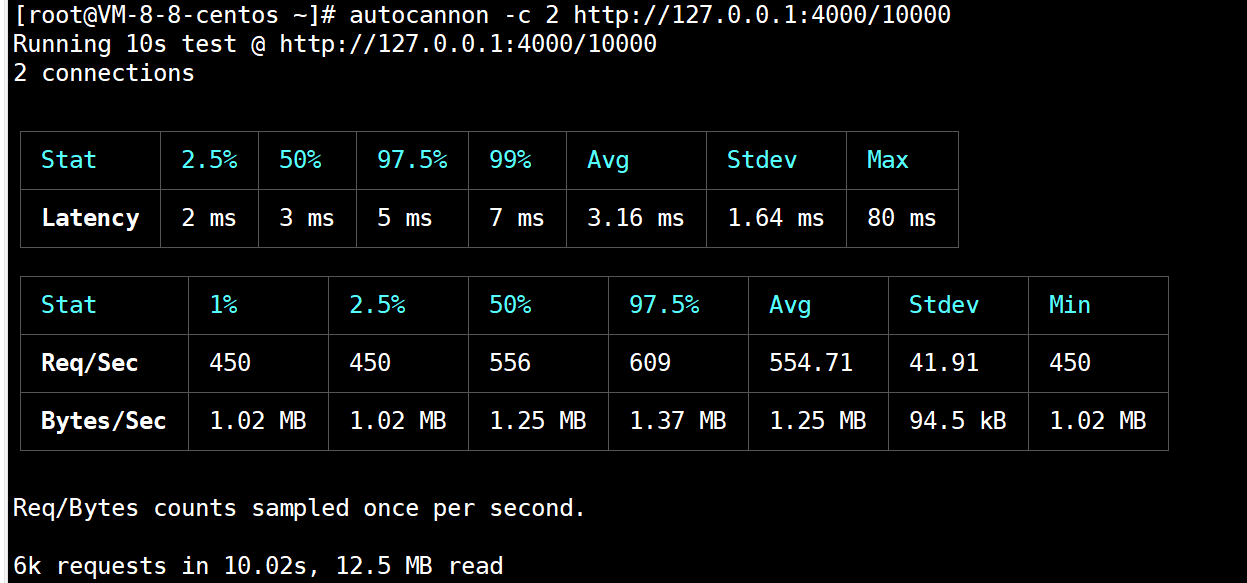 [root@VM-8-8-centos ~]# autocannon -c 2 http://127.0.0.1:4000/10000
Running 10s test @ http://127.0.0.1:4000/10000
2 connections
Stat 2.5% 50% 97.5% 99% Avg Stdev Max
Latency 2 ms 3 ms 5 ms 7 ms 3.16 ms 1.64 ms 80 ms
Stat 1% 2.5% 50% 97.5% Avg Stdev Min
Req/Sec 450 450 556 609 554.71 41.91 450
Bytes/Sec 1.02 MB 1.02 MB 1.25 MB 1.37 MB 1.25 MB 94.5 kB 1.02 MB
Req/Bytes counts sampled once per second.
6k requests in 10.02s, 12.5 MB read